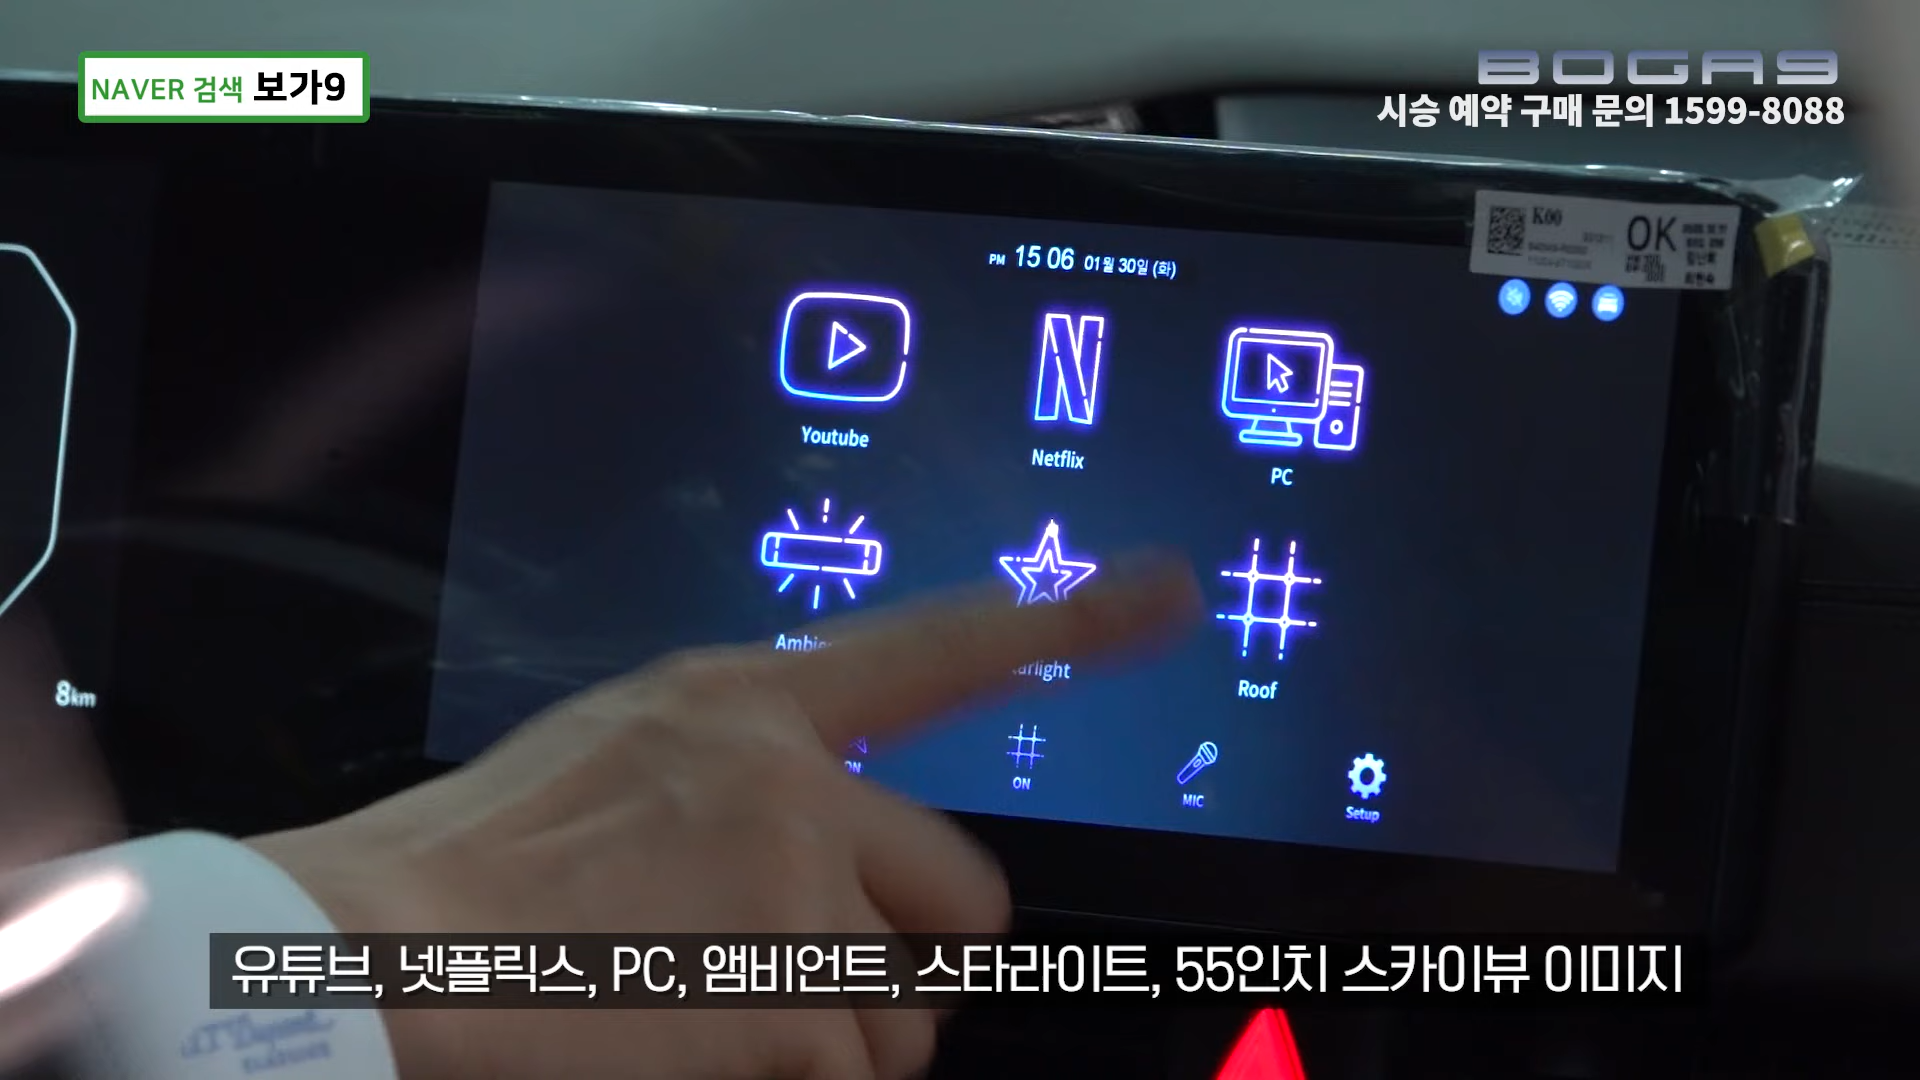 NAVER 검색 보가9
BOGA9
시승 예약 구매 문의 1599-8088
K00
OK
PM 15 06 01월 30일 (화)
Youtube
Netflix
PC
Roof
8km
ON
ON
MIC
Setup
유튜브, 넷플릭스, PC, 앰비언트, 스타라이트, 55인치 스카이뷰 이미지